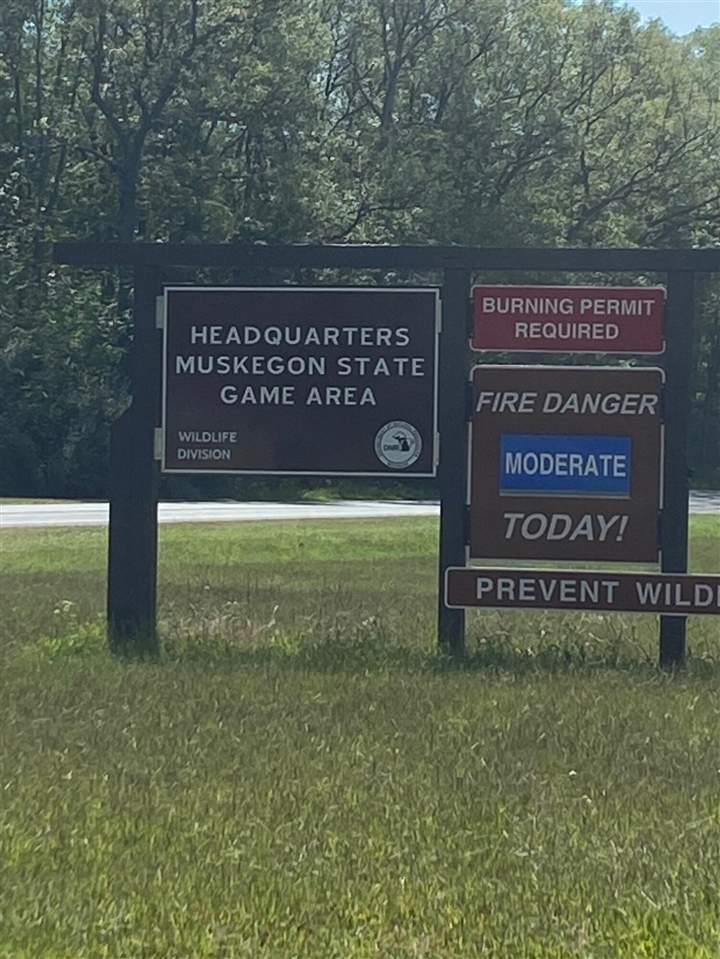 HEADQUARTERS
MUSKEGON STATE
GAME AREA
WILDLIFE
DIVISION
BURNING PERMIT
REQUIRED
FIRE DANGER
MODERATE
TODAY!
PREVENT WILD